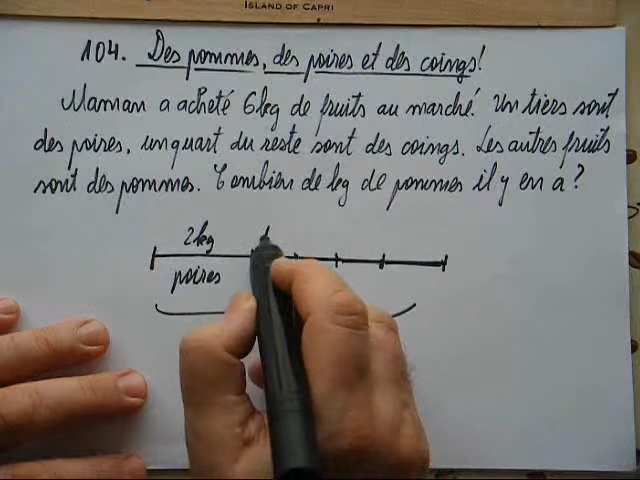 ISLAND OF CAPRI
104. Des pommes, des poires et des coings!
Maman a acheté 6kg de fruits au marché. Un tiers sont
des poires, un quart du reste sont des coings. Les autres fruits
sont des pommes. Combien de kg de pommes il y en a?
2kg
poires